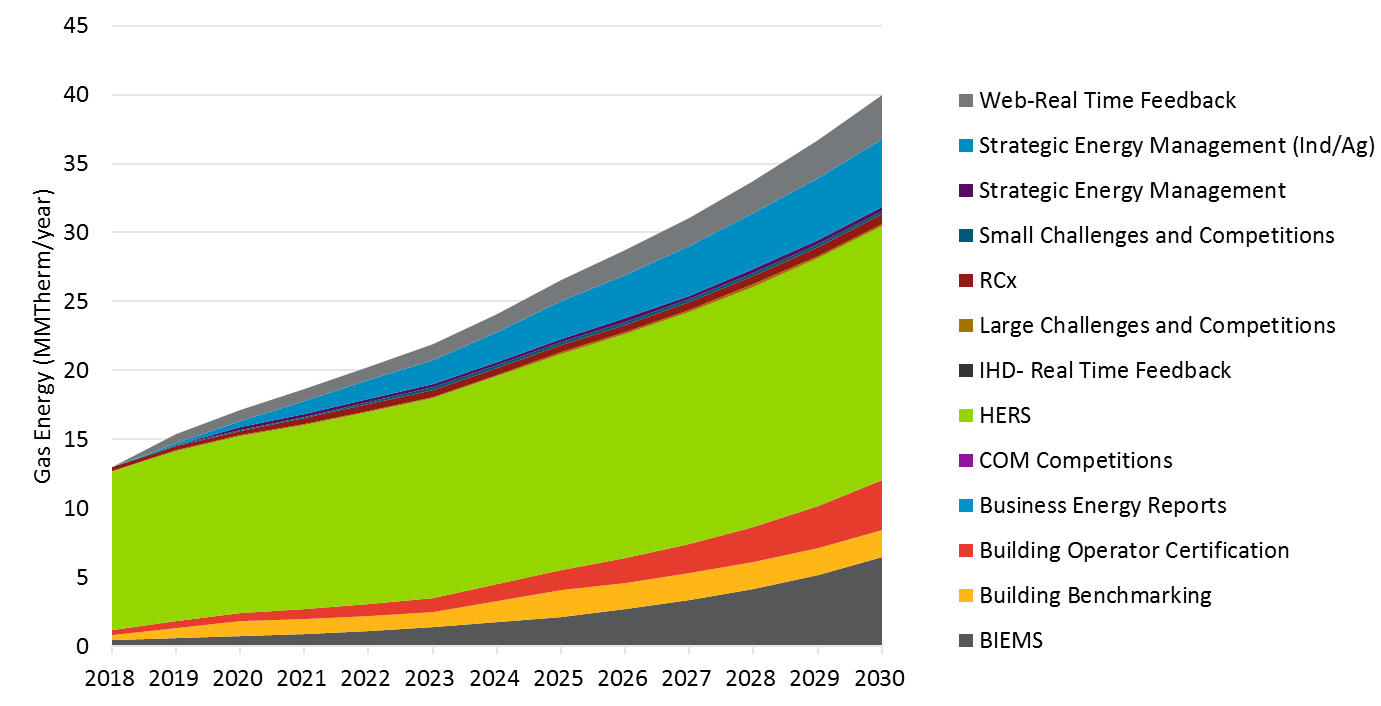 45
40
35
30
25
20
15
10
5
0
Gas Energy (MMTherm/year)
2018 2019 2020 2021 2022 2023 2024 2025 2026 2027 2028 2029 2030
Web-Real Time Feedback
Strategic Energy Management (Ind/Ag)
Strategic Energy Management
Small Challenges and Competitions
RCx
Large Challenges and Competitions
IHD- Real Time Feedback
HERS
COM Competitions
Business Energy Reports
Building Operator Certification
Building Benchmarking
BIEMS